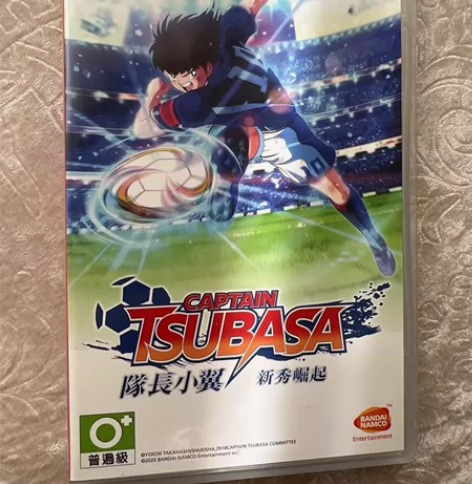 CAPTAIN
TSUBASA
隊長小翼 新秀崛起
0+
普遍級
BANDAI
NAMCO
Entertainment
©YOICHI TAKAHASHI/SHUEISHA, 2018CAPTAIN TSUBASA COMMITTEE
©2020 BANDAI NAMCO Entertainment Inc.